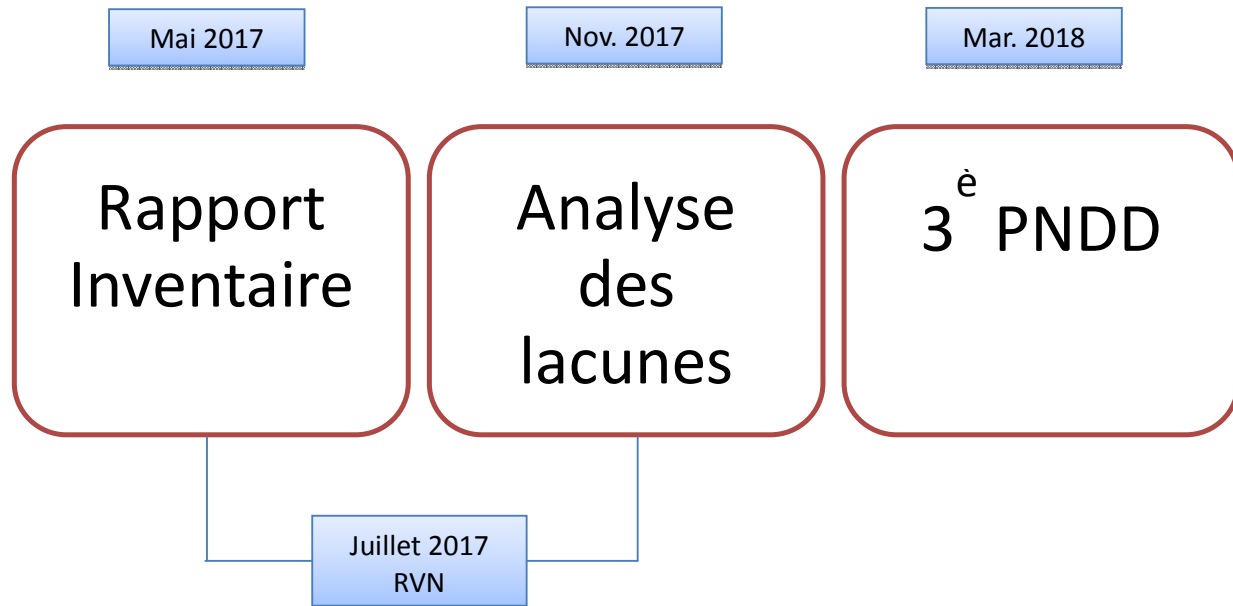 Mai 2017
Nov. 2017
Mar. 2018
Rapport
Inventaire
Analyse
des
lacunes
3è PNDD
Juillet 2017
RVN